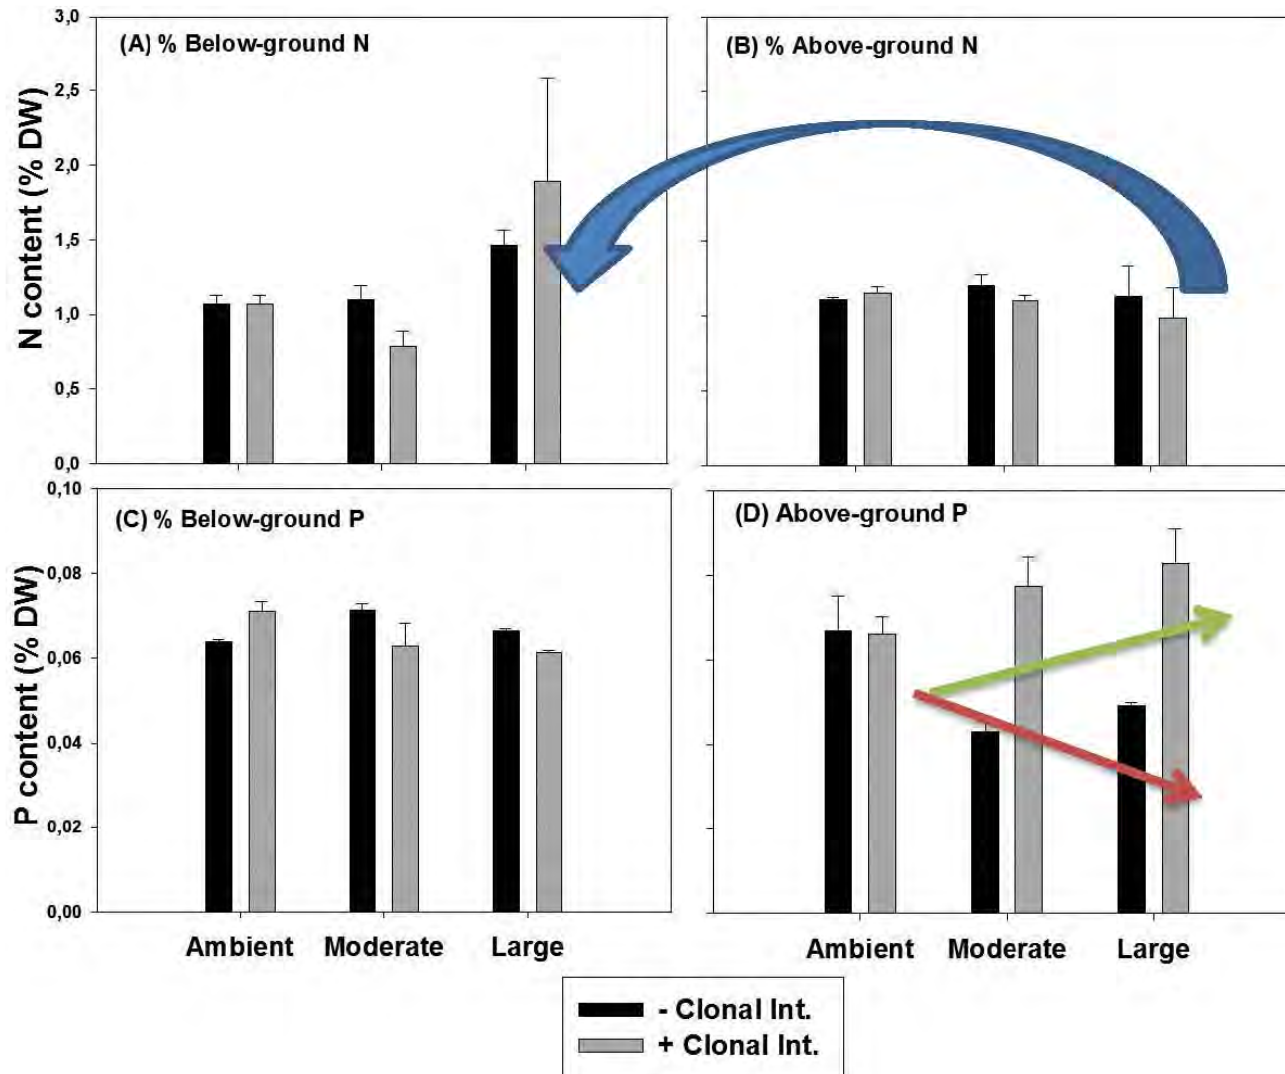 (A) % Below-ground N
(B) % Above-ground N
N content (% DW)
3,0
2,5
2,0
1,5
1,0
0,5
0,0
(C) % Below-ground P
(D) Above-ground P
P content (% DW)
0,10
0,08
0,06
0,04
0,02
0,00
Ambient Moderate Large
Ambient Moderate Large
- Clonal Int.
+ Clonal Int.